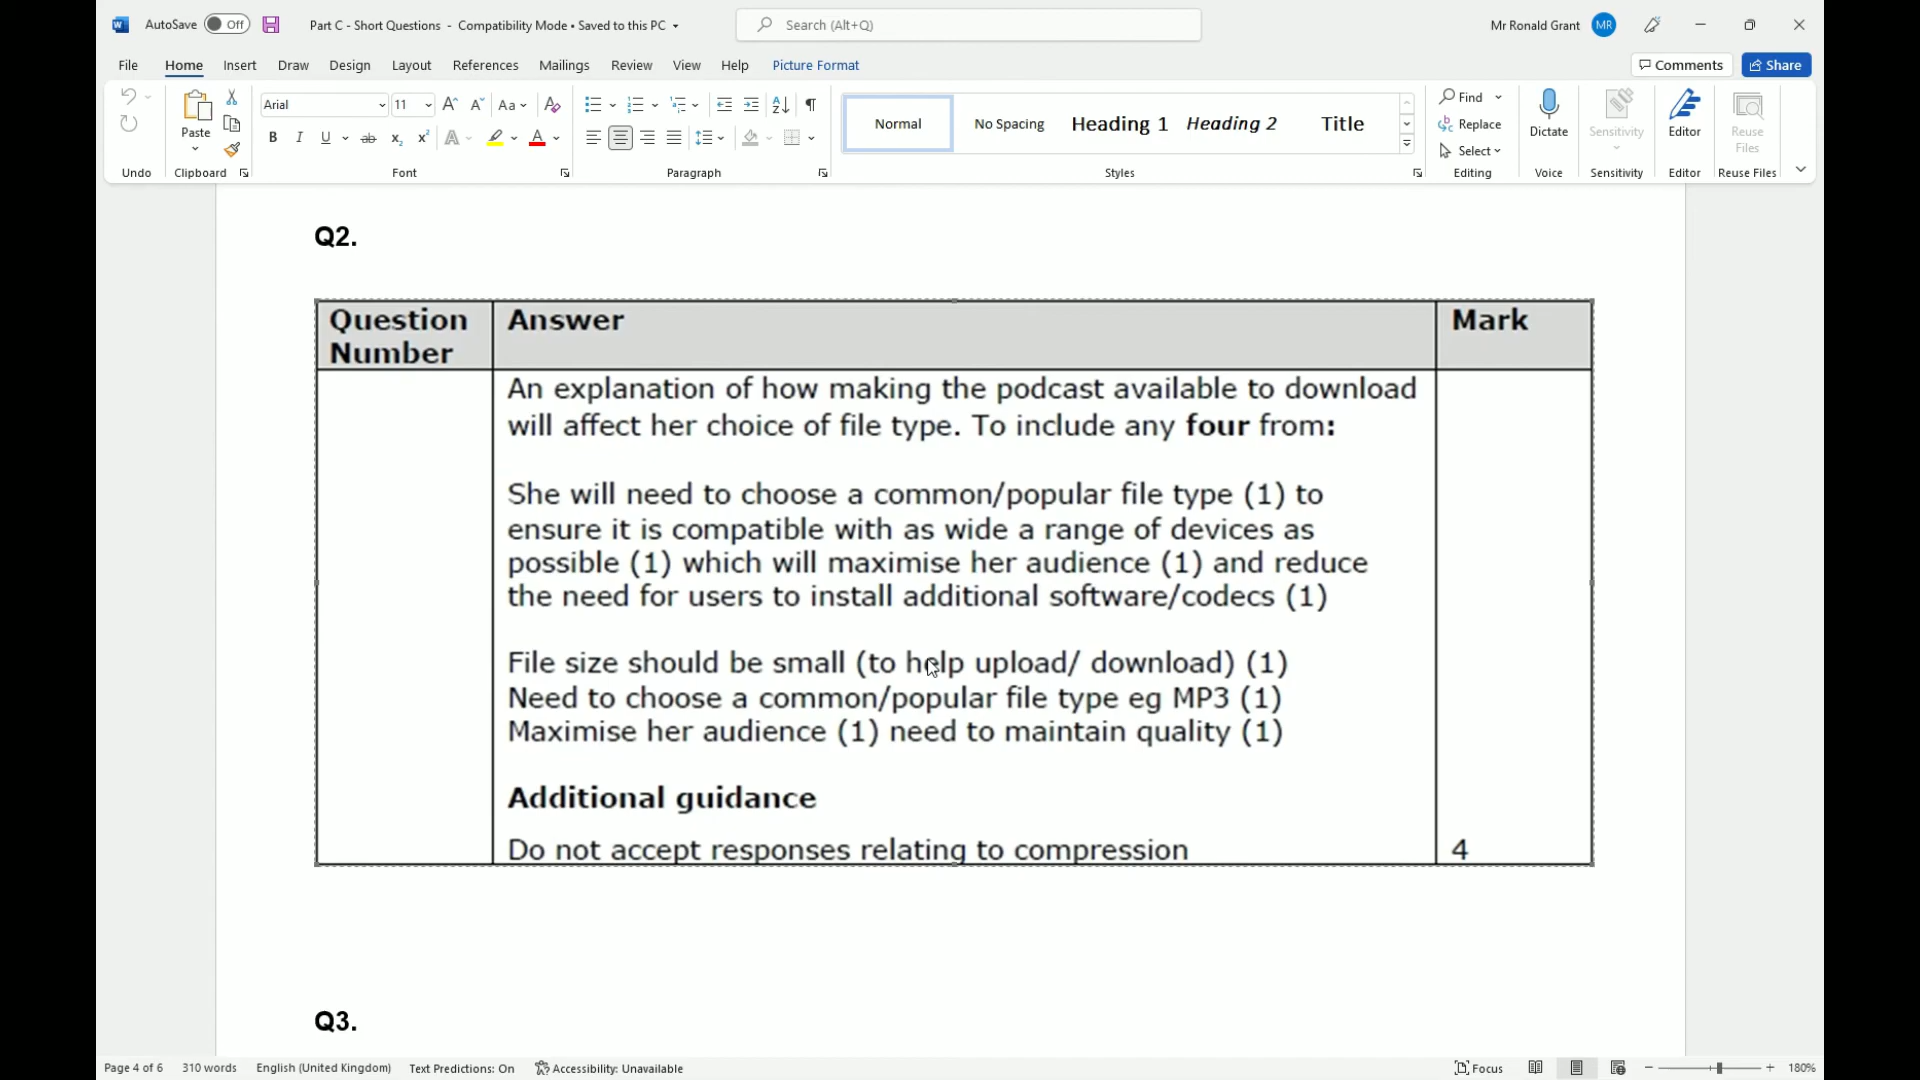 AutoSave Off Part C - Short Questions - Compatibility Mode • Saved to this PC Search (Alt+Q) Mr Ronald Grant MR
File Home Insert Draw Design Layout References Mailings Review View Help Picture Format Comments Share
Paste Arial 11 Normal No Spacing Heading 1 Heading 2 Title Find Replace Select Dictate Sensitivity Editor Reuse Files
Undo Clipboard Font Paragraph Styles Editing Voice Sensitivity Editor Reuse Files
Q2.
Question Number Answer Mark
An explanation of how making the podcast available to download
will affect her choice of file type. To include any four from:
She will need to choose a common/popular file type (1) to
ensure it is compatible with as wide a range of devices as
possible (1) which will maximise her audience (1) and reduce
the need for users to install additional software/codecs (1)
File size should be small (to help upload/ download) (1)
Need to choose a common/popular file type eg MP3 (1)
Maximise her audience (1) need to maintain quality (1)
Additional guidance
Do not accept responses relating to compression 4
Q3.
Page 4 of 6 310 words English (United Kingdom) Text Predictions: On Accessibility: Unavailable Focus 180%